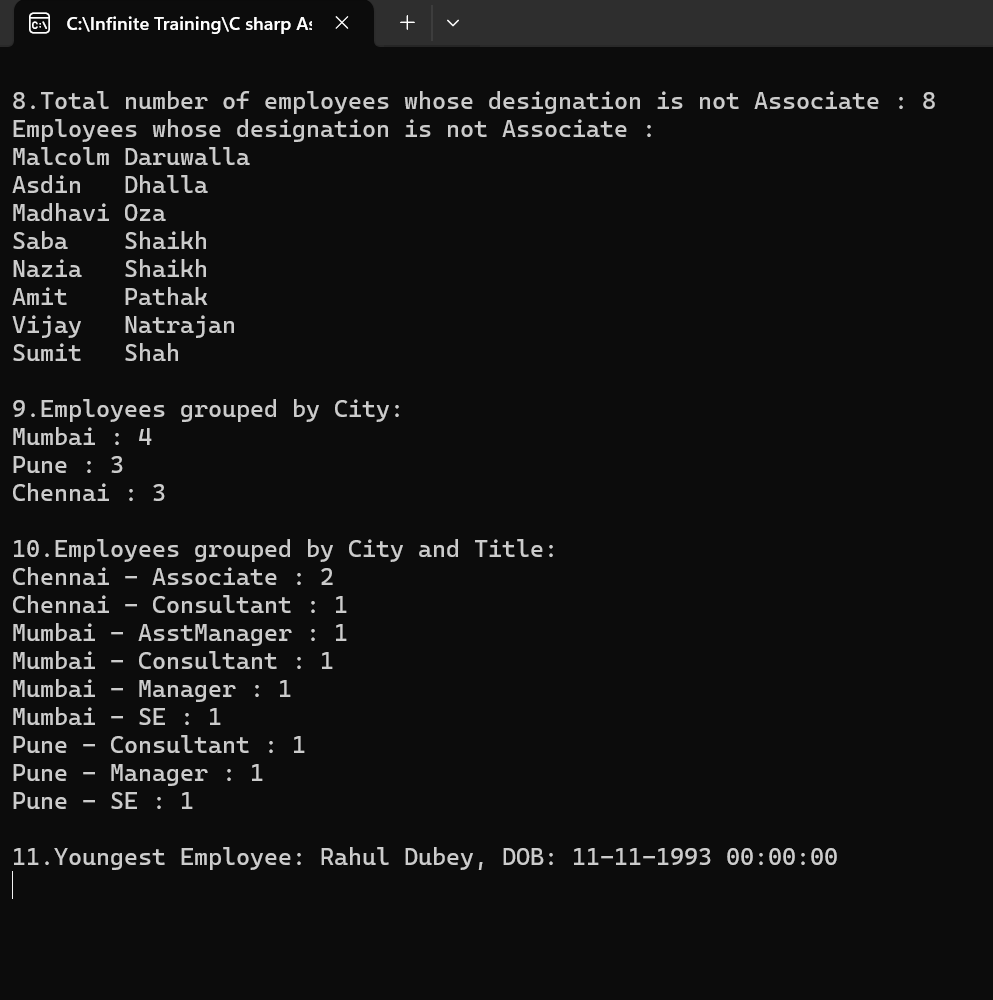 C:\Infinite Training\C sharp A
8.Total number of employees whose designation is not Associate : 8
Employees whose designation is not Associate :
Malcolm Daruwalla
Asdin   Dhalla
Madhavi Oza
Saba    Shaikh
Nazia   Shaikh
Amit    Pathak
Vijay   Natrajan
Sumit   Shah
9.Employees grouped by City:
Mumbai : 4
Pune : 3
Chennai : 3
10.Employees grouped by City and Title:
Chennai - Associate : 2
Chennai - Consultant : 1
Mumbai - AsstManager : 1
Mumbai - Consultant : 1
Mumbai - Manager : 1
Mumbai - SE : 1
Pune - Consultant : 1
Pune - Manager : 1
Pune - SE : 1
11.Youngest Employee: Rahul Dubey, DOB: 11-11-1993 00:00:00